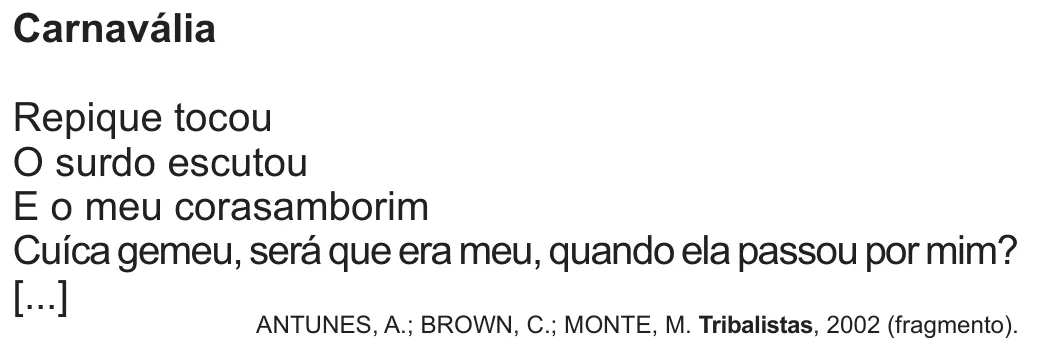 Carnavália
Repique tocou
O surdo escutou
E o meu corasamborim
Cuíca gemeu, será que era meu, quando ela passou por mim?
[...]
ANTUNES, A.; BROWN, C.; MONTE, M. Tribalistas, 2002 (fragmento).